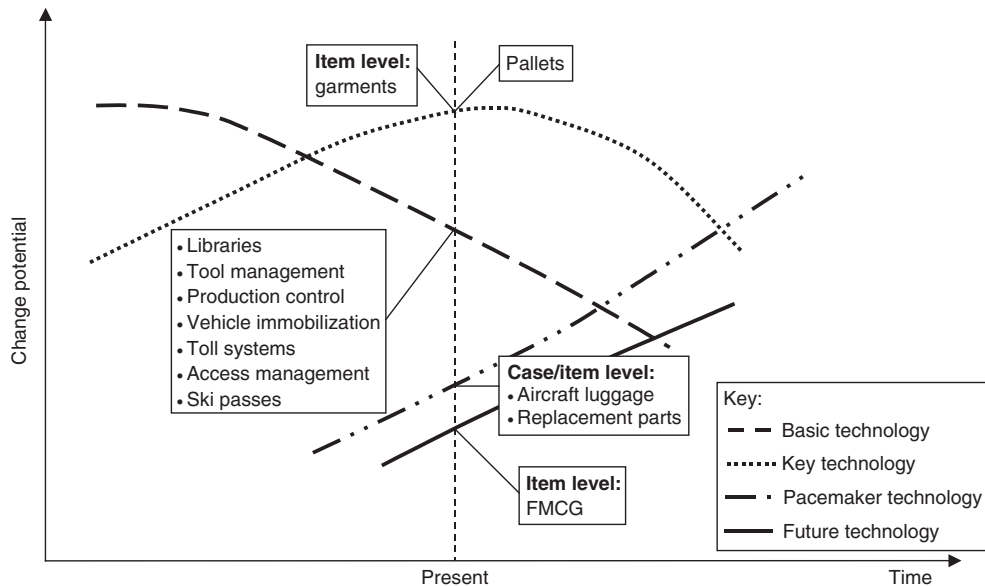 Item level:
garments
Pallets
Change potential
• Libraries
• Tool management
• Production control
• Vehicle immobilization
• Toll systems
• Access management
• Ski passes
Case/item level:
• Aircraft luggage
• Replacement parts
Item level:
FMCG
Key:
Basic technology
Key technology
Pacemaker technology
Future technology
Present
Time